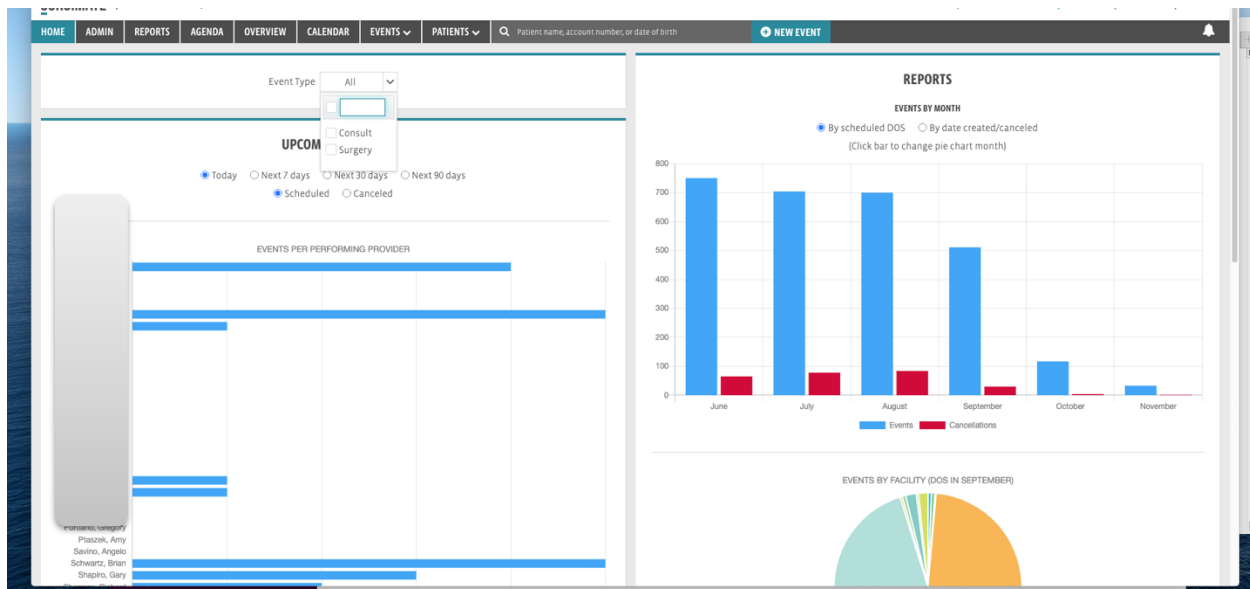 HOME ADMIN REPORTS AGENDA OVERVIEW CALENDAR EVENTS PATIENTS Patient name, account number, or date of birth NEW EVENT
Event Type All
Consult
Surgery
UPCOM
Today Next 7 days Next 30 days Next 90 days
Scheduled Canceled
EVENTS PER PERFORMING PROVIDER
Portland, Gregory
Ptaszek, Amy
Savino, Angelo
Schwartz, Brian
Shapiro, Gary
REPORTS
EVENTS BY MONTH
By scheduled DOS By date created/canceled
(Click bar to change pie chart month)
800
700
600
500
400
300
200
100
0
June July August September October November
Events Cancellations
EVENTS BY FACILITY (DOS IN SEPTEMBER)